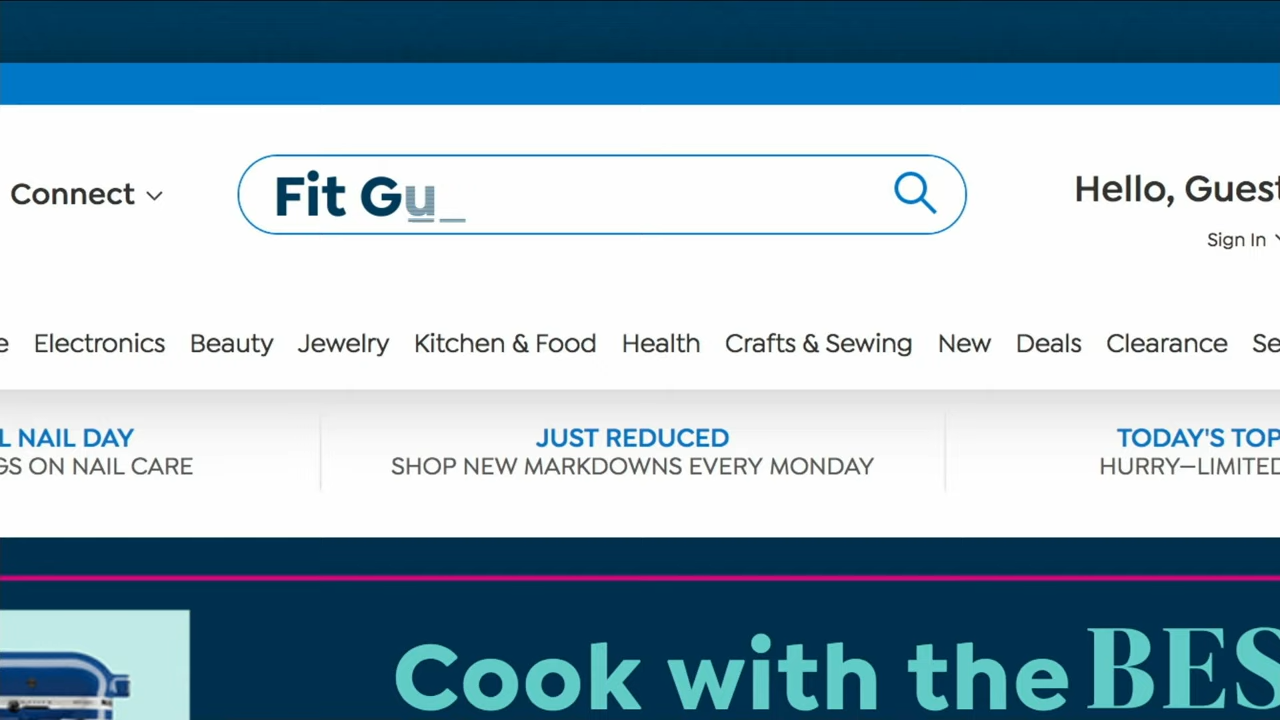 Connect
Fit Gu_
Hello, Guest
Sign In
e Electronics Beauty Jewelry Kitchen & Food Health Crafts & Sewing New Deals Clearance Se
L NAIL DAY
GS ON NAIL CARE
JUST REDUCED
SHOP NEW MARKDOWNS EVERY MONDAY
TODAY'S TOP
HURRY—LIMITED
Cook with the BES